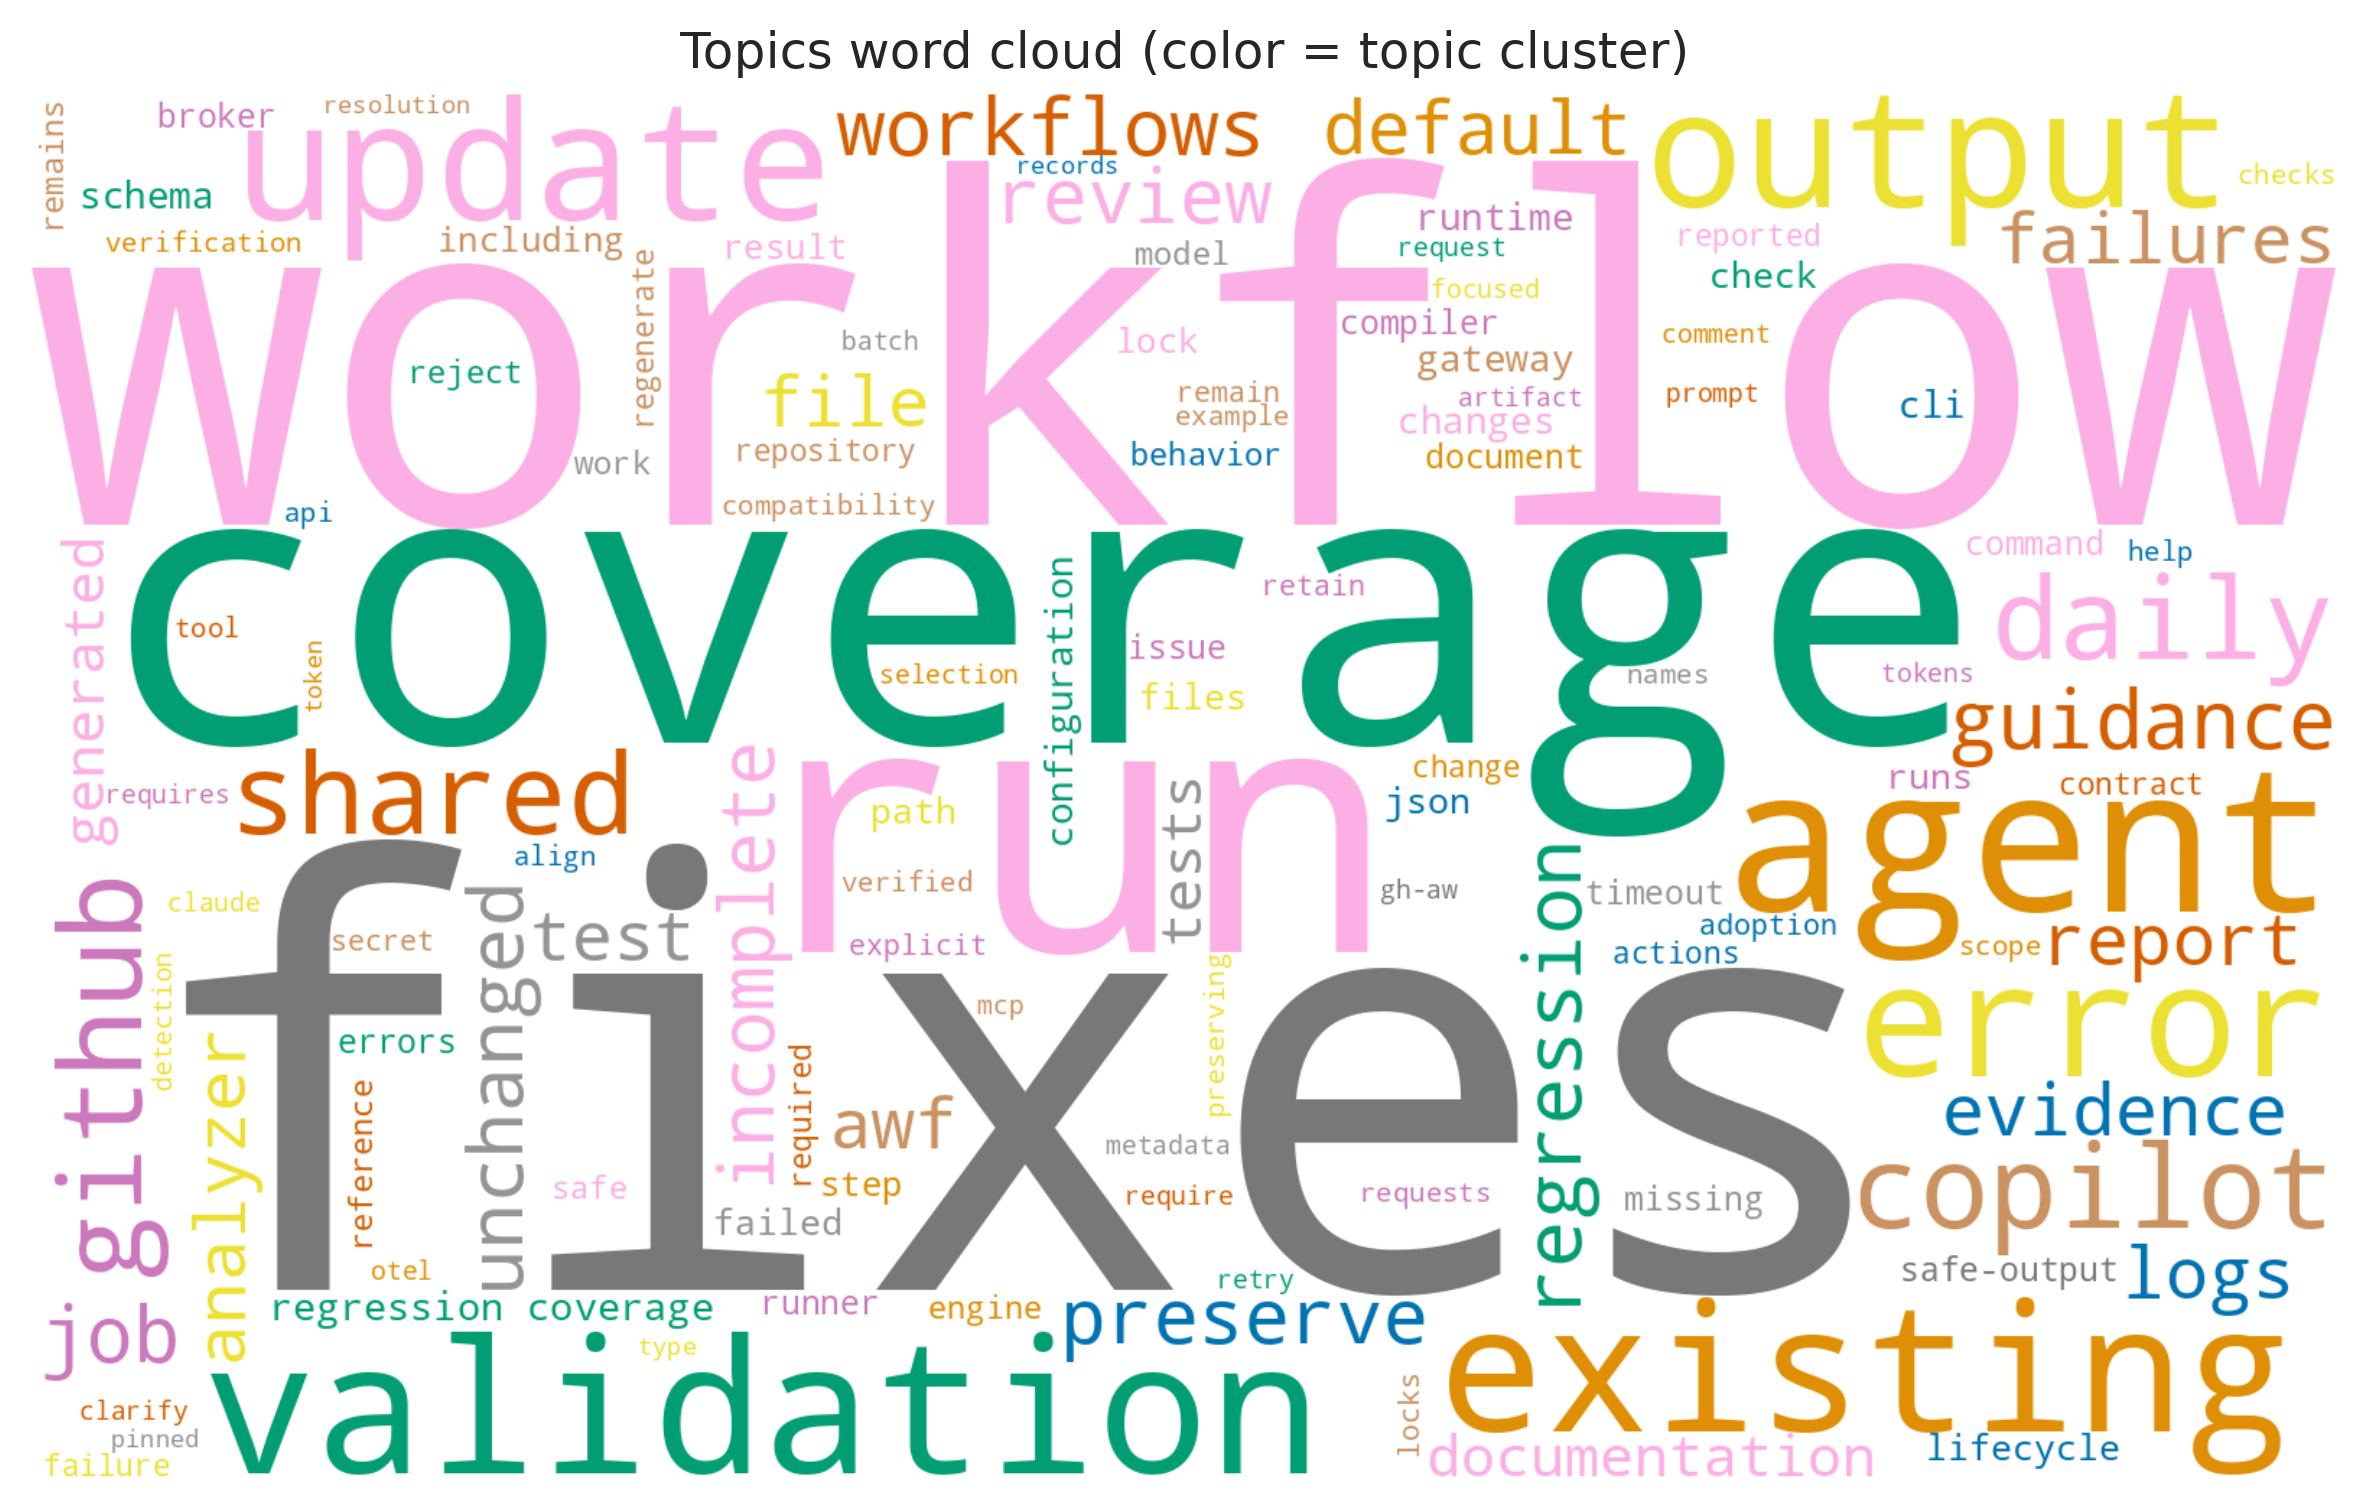 Topics word cloud (color = topic cluster)
remains
broker
resolution
update
workflows
default
output
records
review
checks
schema
verification
including
regenerate
result
model
runtime
request
reported
failures
check
focused
workflow
reject
batch
file
lock
compiler
gateway
comment
remain
example
artifact
changes
prompt
cli
work
repository
behavior
document
compatibility
api
coverage
generated
configuration
retain
command
help
daily
tool
token
selection
issue
files
names
tokens
guidance
requires
shared
incomplete
run
path
tests
change
json
runs
contract
agent
align
verified
gh-aw
regression
timeout
adoption
actions
scope
report
github
claude
secret
unchanged
test
explicit
fixes
detection
analyzer
errors
mcp
preserving
error
reference
required
awf
metadata
evidence
safe
step
require
requests
missing
copilot
failed
otel
retry
safe-output
logs
job
regression coverage
runner
engine
preserve
existing
type
validation
clarify
pinned
failure
locks
documentation
lifecycle